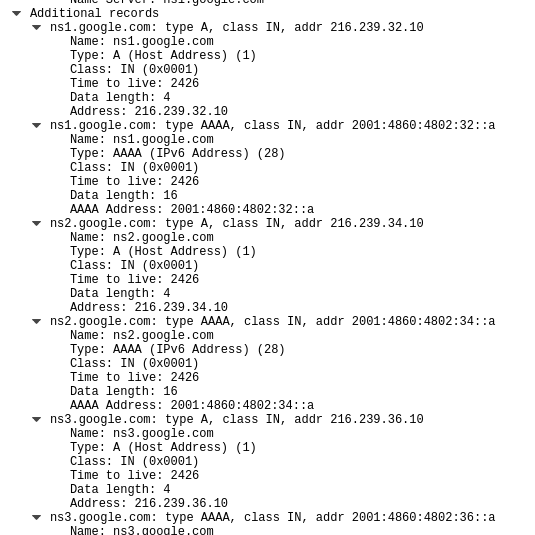 Name Server: ns1.google.com
Additional records
ns1.google.com: type A, class IN, addr 216.239.32.10
Name: ns1.google.com
Type: A (Host Address) (1)
Class: IN (0x0001)
Time to live: 2426
Data length: 4
Address: 216.239.32.10
ns1.google.com: type AAAA, class IN, addr 2001:4860:4802:32::a
Name: ns1.google.com
Type: AAAA (IPv6 Address) (28)
Class: IN (0x0001)
Time to live: 2426
Data length: 16
AAAA Address: 2001:4860:4802:32::a
ns2.google.com: type A, class IN, addr 216.239.34.10
Name: ns2.google.com
Type: A (Host Address) (1)
Class: IN (0x0001)
Time to live: 2426
Data length: 4
Address: 216.239.34.10
ns2.google.com: type AAAA, class IN, addr 2001:4860:4802:34::a
Name: ns2.google.com
Type: AAAA (IPv6 Address) (28)
Class: IN (0x0001)
Time to live: 2426
Data length: 16
AAAA Address: 2001:4860:4802:34::a
ns3.google.com: type A, class IN, addr 216.239.36.10
Name: ns3.google.com
Type: A (Host Address) (1)
Class: IN (0x0001)
Time to live: 2426
Data length: 4
Address: 216.239.36.10
ns3.google.com: type AAAA, class IN, addr 2001:4860:4802:36::a
Name: ns3.google.com